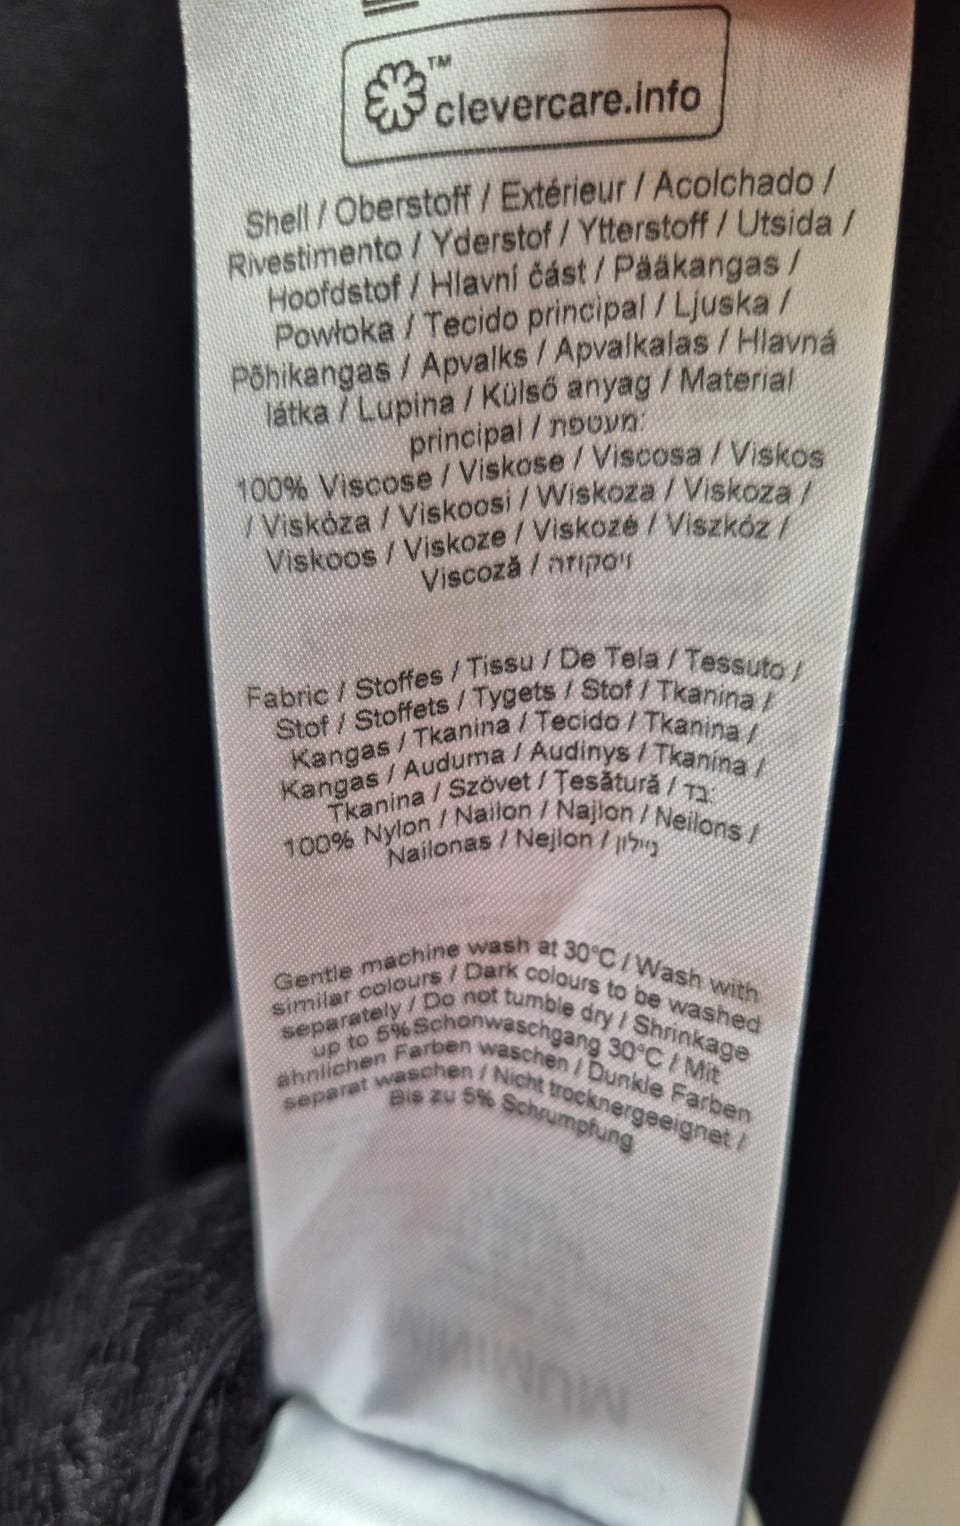 ™
clevercare.info
Shell / Oberstoff / Extérieur / Acolchado /
Rivestimento / Yderstof / Ytterstoff / Utsida /
Hoofdstof / Hlavní část / Pääkangas /
Powłoka / Tecido principal / Ljuska /
Põhikangas / Apvalks / Apvalkalas / Hlavná
látka / Lupina / Külső anyag / Material
principal / מעטפת:
100% Viscose / Viskose / Viscosa / Viskos
/ Viskóza / Viskoosi / Wiskoza / Viskoza /
Viskoos / Viskoze / Viskozė / Viszkóz /
Viscoză / ויסקוזה
Fabric / Stoffes / Tissu / De Tela / Tessuto /
Stof / Stoffets / Tygets / Stof / Tkanina /
Kangas / Tkanina / Tecido / Tkanina /
Kangas / Auduma / Audinys / Tkanina /
Tkanina / Szövet / Țesătură / בד:
100% Nylon / Nailon / Najlon / Neilons /
Nailonas / Nejlon / ניילון
Gentle machine wash at 30°C / Wash with
similar colours / Dark colours to be washed
separately / Do not tumble dry / Shrinkage
up to 5% Schonwaschgang 30°C / Mit
ähnlichen Farben waschen / Dunkle Farben
separat waschen / Nicht trocknergeeignet /
Bis zu 5% Schrumpfung